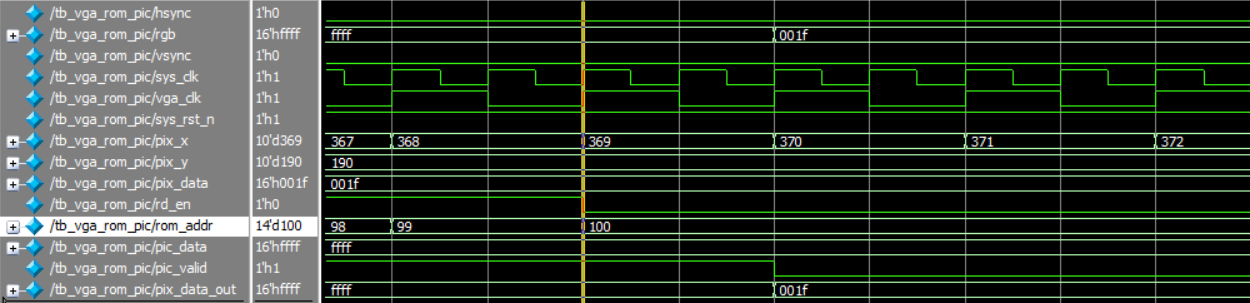 /tb_vga_rom_pic/hsync 1'h0
/tb_vga_rom_pic/rgb 16'hffff ffff 001f
/tb_vga_rom_pic/vsync 1'h0
/tb_vga_rom_pic/sys_clk 1'h1
/tb_vga_rom_pic/vga_clk 1'h1
/tb_vga_rom_pic/sys_rst_n 1'h1
/tb_vga_rom_pic/pix_x 10'd369 367 368 369 370 371 372
/tb_vga_rom_pic/pix_y 10'd190 190
/tb_vga_rom_pic/pix_data 16'h001f 001f
/tb_vga_rom_pic/rd_en 1'h0
/tb_vga_rom_pic/rom_addr 14'd100 98 99 100
/tb_vga_rom_pic/pic_data 16'hffff ffff
/tb_vga_rom_pic/pic_valid 1'h1
/tb_vga_rom_pic/pix_data_out 16'hffff ffff 001f